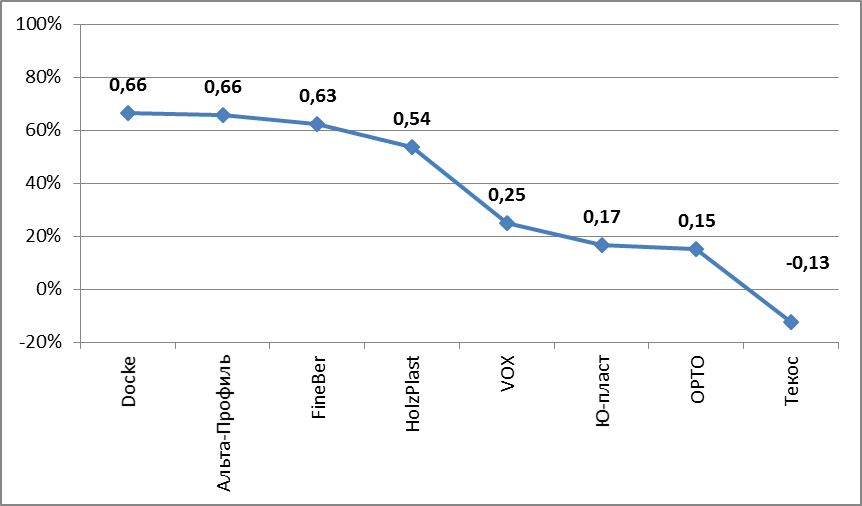 100%
80%
60%
40%
20%
0%
-20%
0,66
0,66
0,63
0,54
0,25
0,17
0,15
-0,13
Docke
Альта-Профиль
FineBer
HolzPlast
VOX
Ю-пласт
ОРТО
Текос